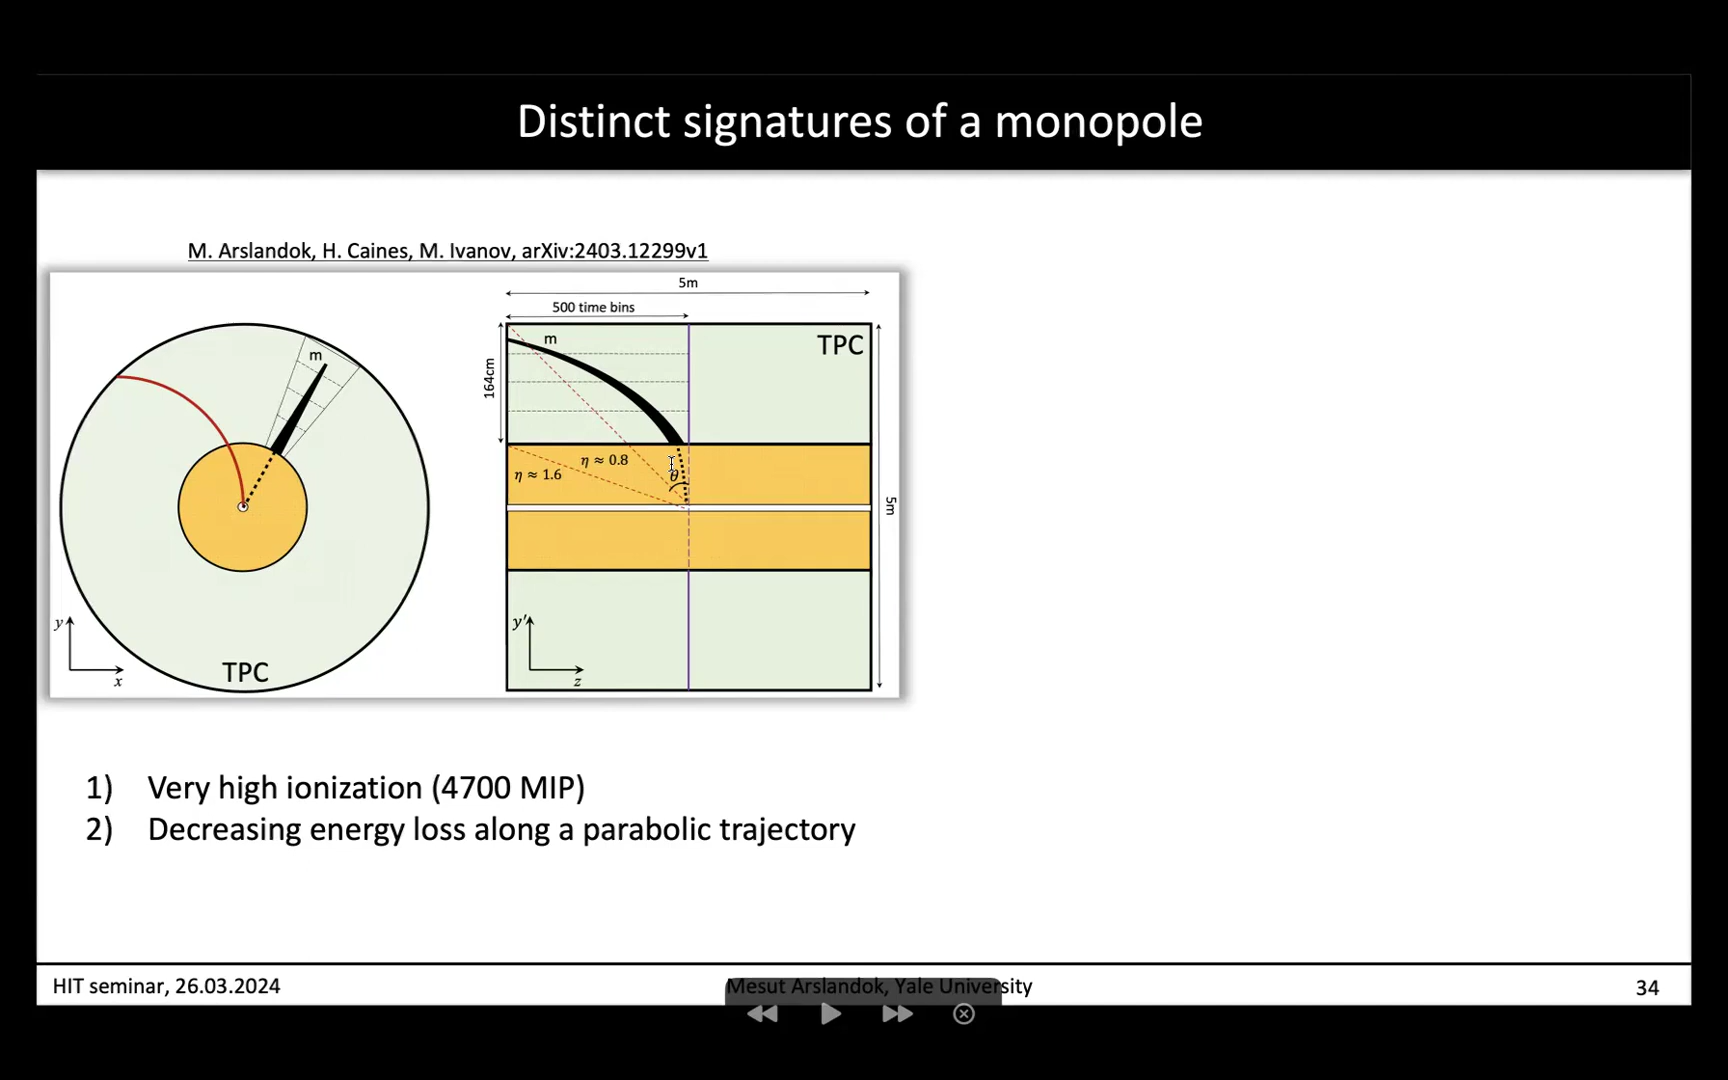 Distinct signatures of a monopole
M. Arslandok, H. Caines, M. Ivanov, arXiv:2403.12299v1
5m
500 time bins
m
m
TPC
164cm
η ≈ 0.8
η ≈ 1.6
θ
5m
y
x
TPC
y'
z
1) Very high ionization (4700 MIP)
2) Decreasing energy loss along a parabolic trajectory
HIT seminar, 26.03.2024
Mesut Arslandok, Yale University
34